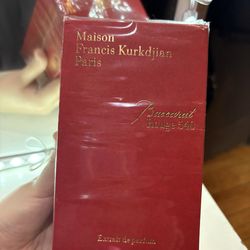 Maison
Francis Kurkdjian
Paris
Baccarat
Rouge 540
Extrait de parfum